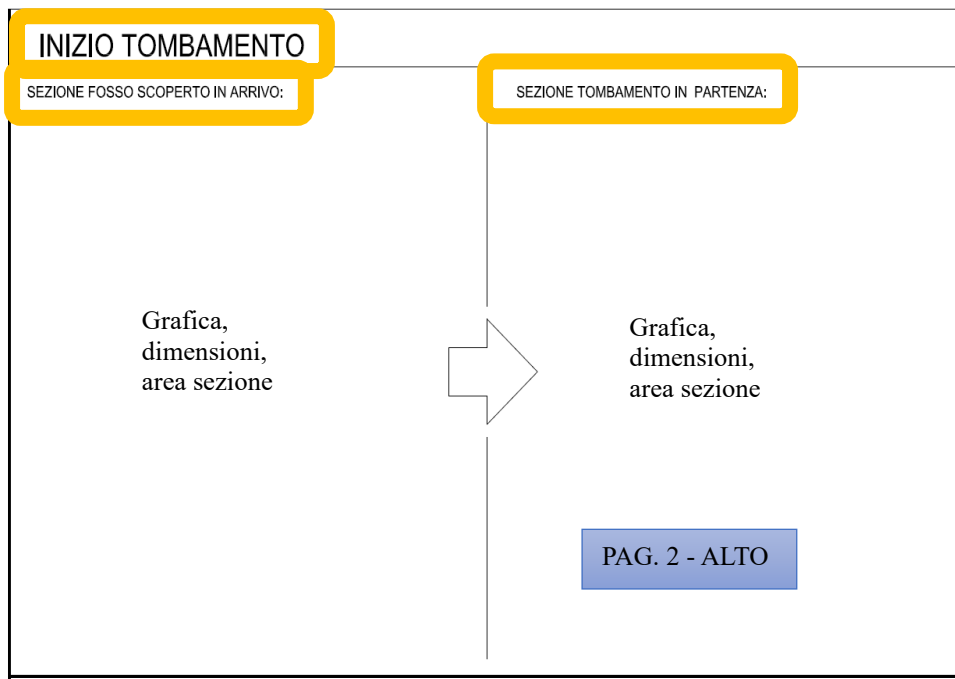 INIZIO TOMBAMENTO
SEZIONE FOSSO SCOPERTO IN ARRIVO:
SEZIONE TOMBAMENTO IN PARTENZA:
Grafica,
dimensioni,
area sezione
Grafica,
dimensioni,
area sezione
PAG. 2 - ALTO